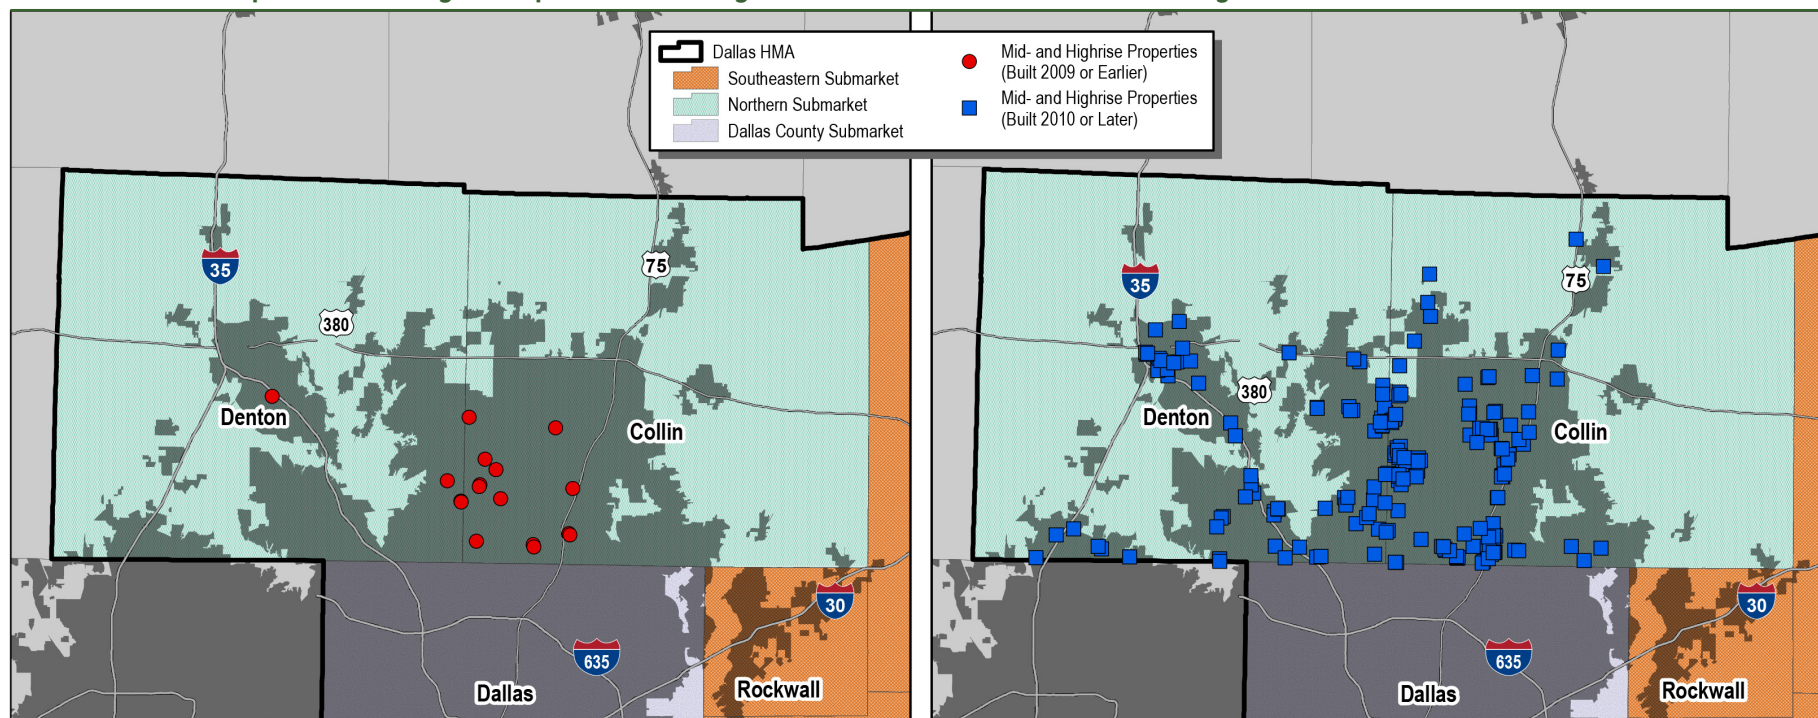 Dallas HMA
Southeastern Submarket
Northern Submarket
Dallas County Submarket
Mid- and Highrise Properties
(Built 2009 or Earlier)
Mid- and Highrise Properties
(Built 2010 or Later)
35
75
380
Denton
Collin
30
635
Dallas
Rockwall
35
75
380
Denton
Collin
30
635
Dallas
Rockwall